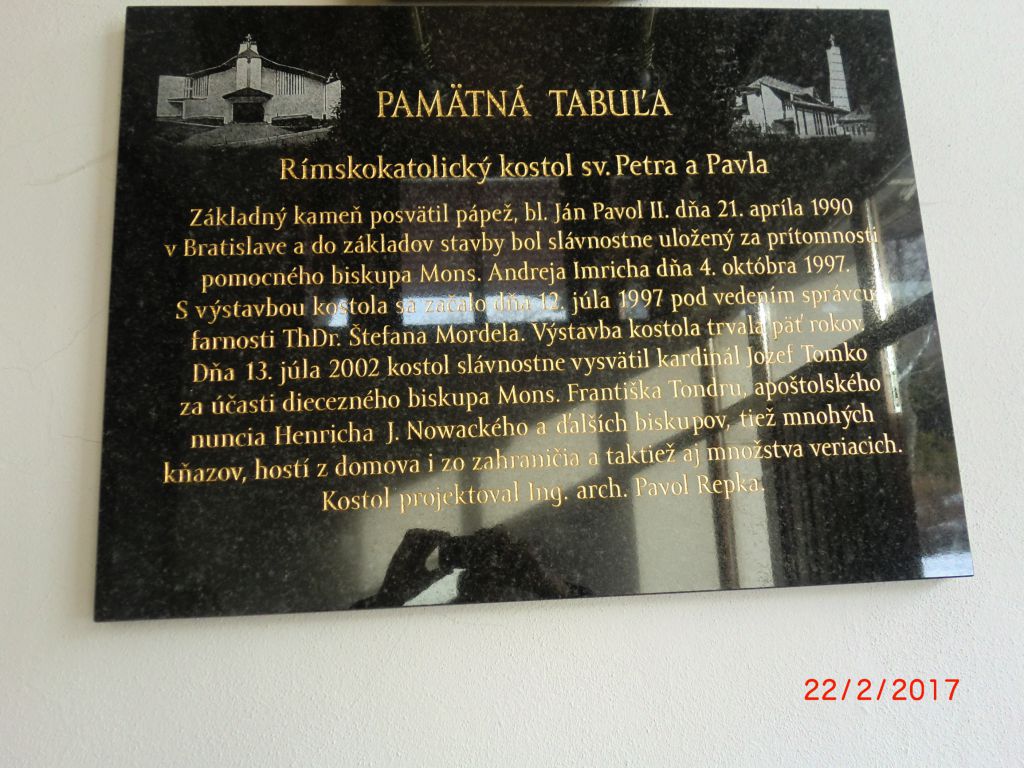 PAMÄTNÁ TABUĽA
Rímskokatolický kostol sv. Petra a Pavla
Základný kameň posvätil pápež, bl. Ján Pavol II. dňa 21. apríla 1990
v Bratislave a do základov stavby bol slávnostne uložený za prítomnosti
pomocného biskupa Mons. Andreja Imricha dňa 4. októbra 1997.
S výstavbou kostola sa začalo dňa 12. júla 1997 pod vedením správcu
farnosti ThDr. Štefana Mordela. Výstavba kostola trvala päť rokov.
Dňa 13. júla 2002 kostol slávnostne vysvätil kardinál Jozef Tomko
za účasti diecezného biskupa Mons. Františka Tondru, apoštolského
nuncia Henricha J. Nowackého a ďalších biskupov, tiež mnohých
kňazov, hostí z domova i zo zahraničia a taktiež aj množstva veriacich.
Kostol projektoval Ing. arch. Pavol Repka.
22/2/2017